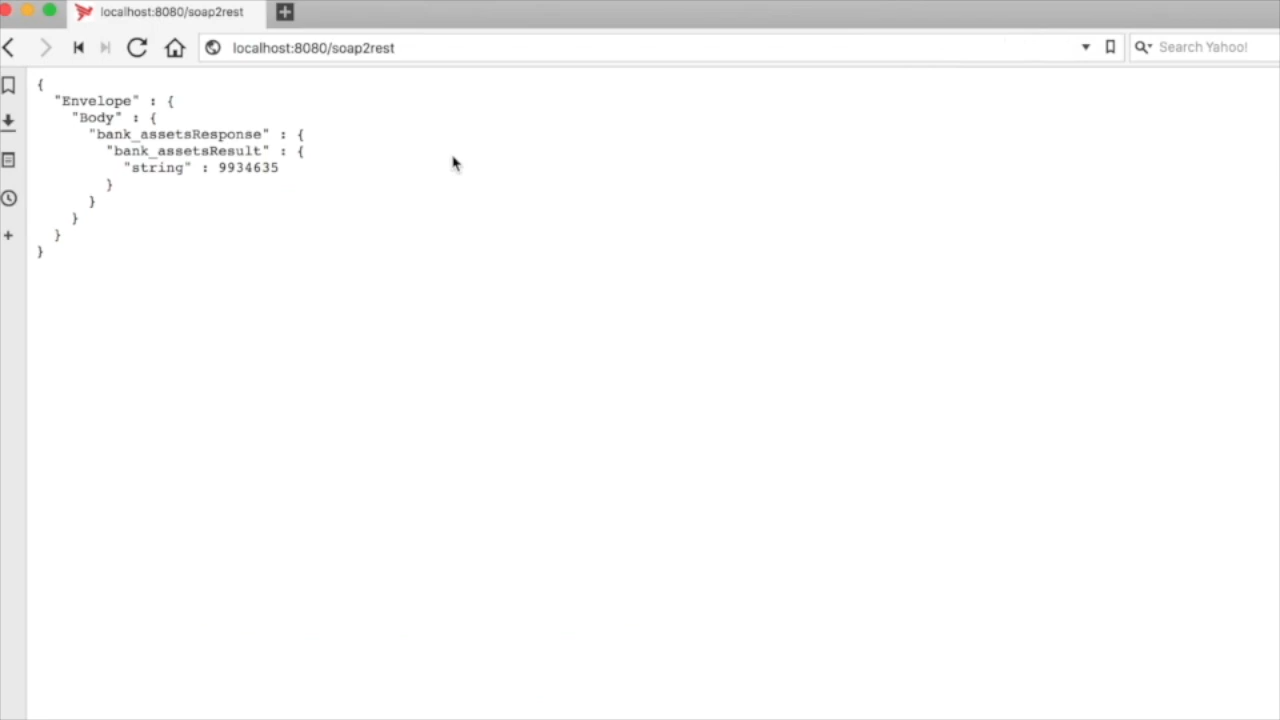 localhost:8080/soap2rest
localhost:8080/soap2rest
Search Yahoo!
{
"Envelope" : {
"Body" : {
"bank_assetsResponse" : {
"bank_assetsResult" : {
"string" : 9934635
}
}
}
}
}